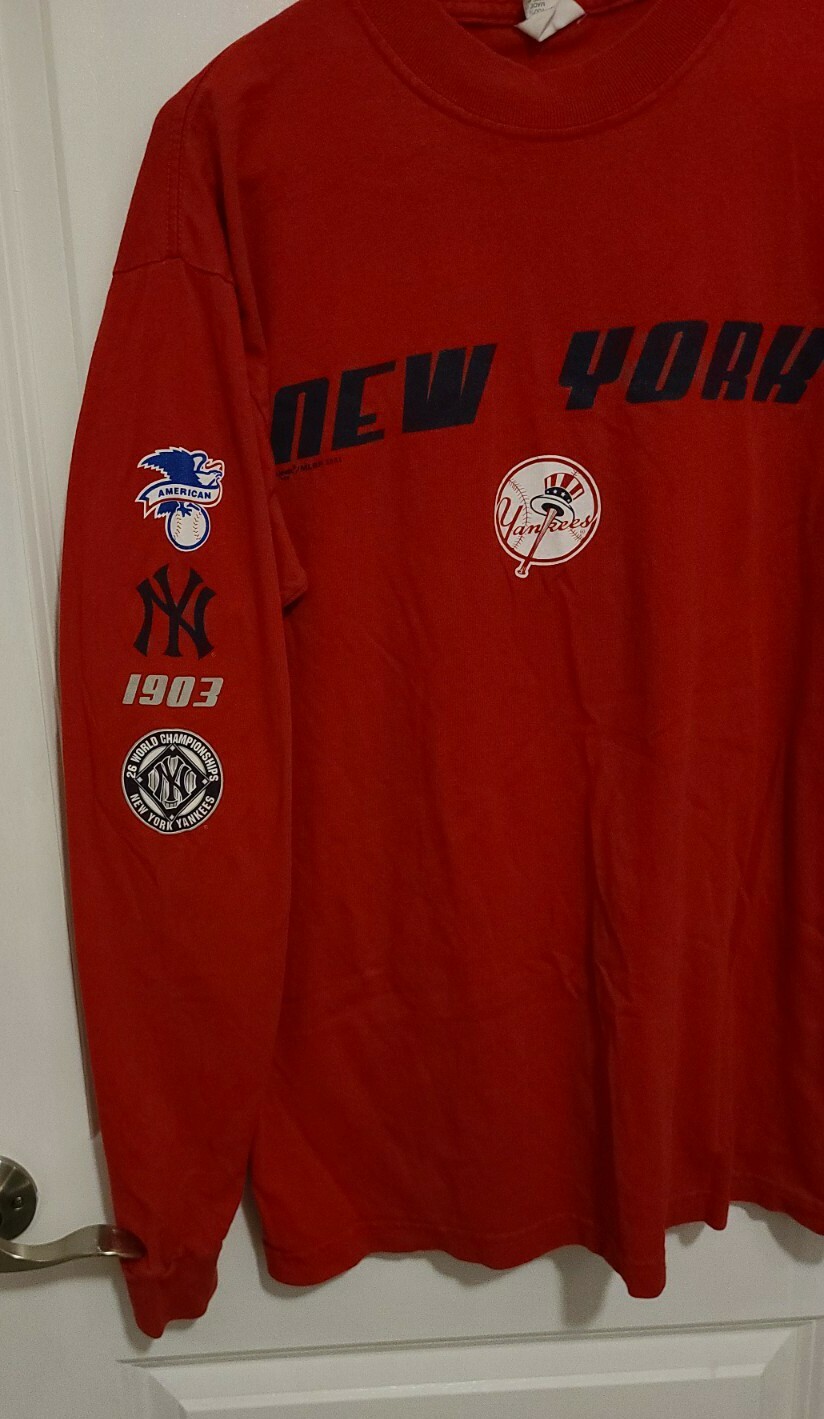 NEW YORK
Yankees
AMERICAN
NY
1903
26 WORLD CHAMPIONSHIPS
NY
NEW YORK YANKEES